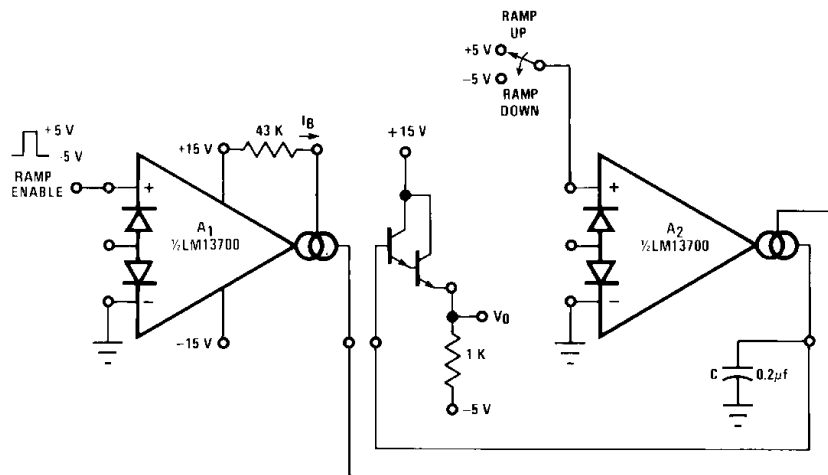 RAMP
UP
+5 V
-5 V
RAMP
DOWN
+5 V
-5 V
RAMP
ENABLE
+15V
43 K
I_B
+15 V
+
A1
½LM13700
−
-15 V
V0
1 K
-5 V
+
A2
½LM13700
−
C
0.2µf